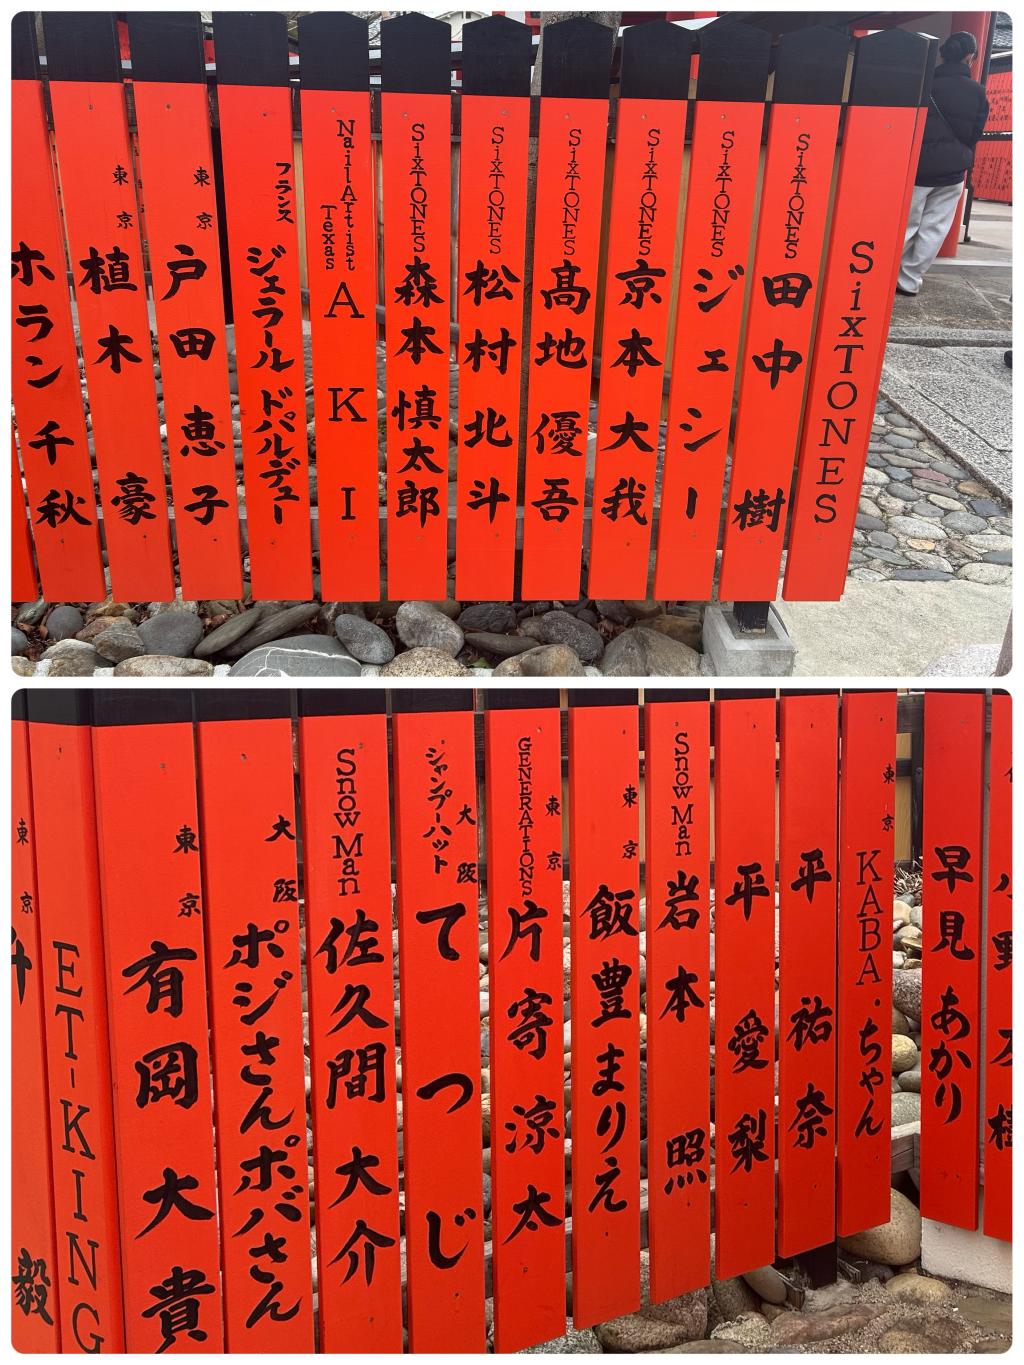 SixTONES
SixTONES
田中樹
SixTONES
ジェシー
SixTONES
京本大我
SixTONES
髙地優吾
SixTONES
松村北斗
SixTONES
森本慎太郎
NailArtist
Texas
AKI
フランス
ジェラール ドパルデュー
東京
戸田恵子
東京
植木豪
ホラン千秋
早見あかり
東京
KABA.ちゃん
平祐奈
平愛梨
SnowMan
岩本照
東京
飯豊まりえ
東京
GENERATIONS
片寄涼太
大阪
シャンプーハット
てつじ
SnowMan
佐久間大介
大阪
ポジさんポバさん
東京
有岡大貴
ET-KING
東京
毅